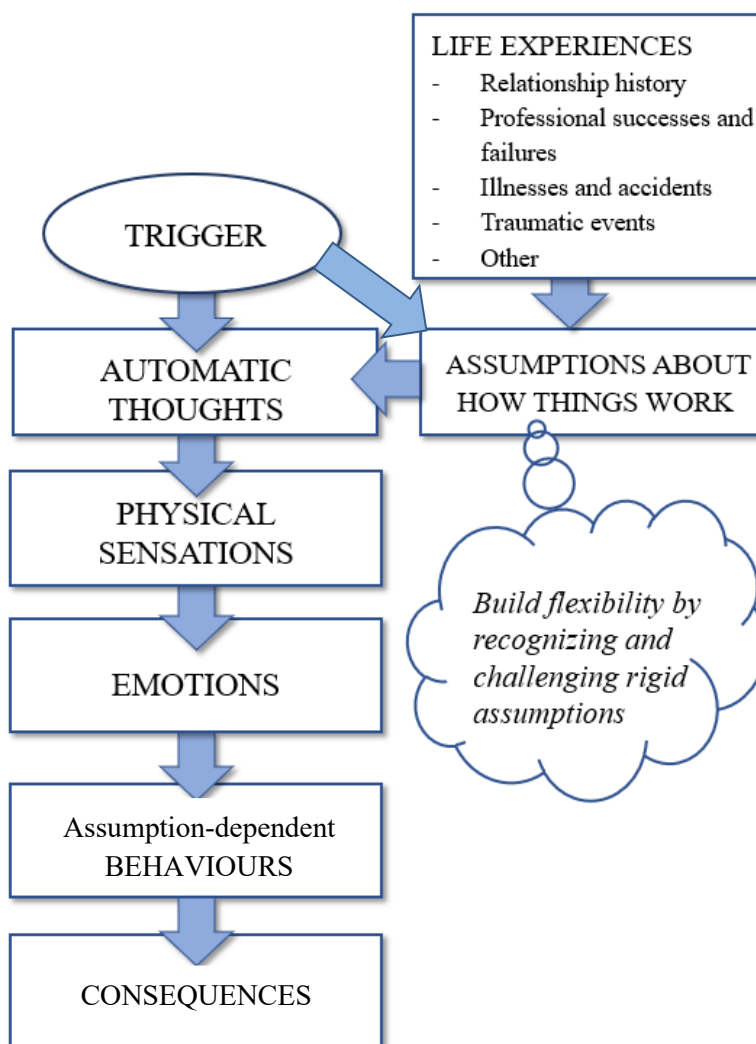 LIFE EXPERIENCES
- Relationship history
- Professional successes and
failures
- Illnesses and accidents
- Traumatic events
- Other
TRIGGER
AUTOMATIC
THOUGHTS
ASSUMPTIONS ABOUT
HOW THINGS WORK
PHYSICAL
SENSATIONS
Build flexibility by
recognizing and
challenging rigid
assumptions
EMOTIONS
Assumption-dependent
BEHAVIOURS
CONSEQUENCES